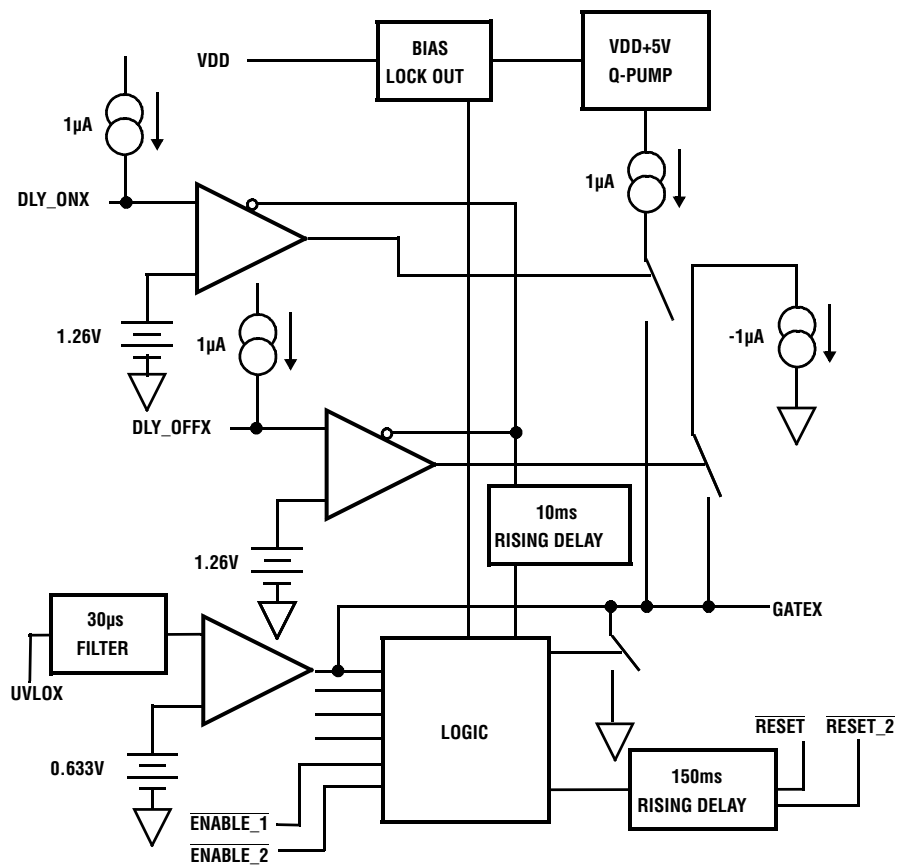 VDD
BIAS
LOCK OUT
VDD+5V
Q-PUMP
1µA
1µA
DLY_ONX
1.26V
1µA
-1µA
DLY_OFFX
10ms
RISING DELAY
1.26V
30µs
FILTER
GATEX
UVLOX
LOGIC
RESET
RESET_2
0.633V
150ms
RISING DELAY
ENABLE_1
ENABLE_2